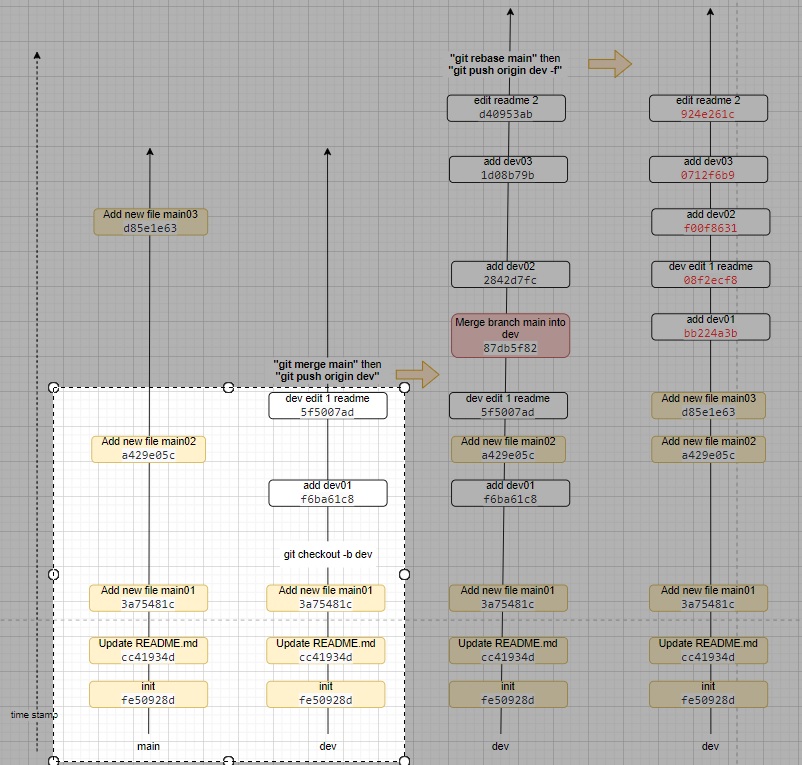 "git rebase main" then
"git push origin dev -f"
edit readme 2
d40953ab
edit readme 2
924e261c
add dev03
1d08b79b
add dev03
0712f6b9
Add new file main03
d85e1e63
add dev02
f00f8631
add dev02
2842d7fc
dev edit 1 readme
08f2ecf8
Merge branch main into
dev
87db5f82
add dev01
bb224a3b
"git merge main" then
"git push origin dev"
dev edit 1 readme
5f5007ad
dev edit 1 readme
5f5007ad
Add new file main03
d85e1e63
Add new file main02
a429e05c
Add new file main02
a429e05c
Add new file main02
a429e05c
add dev01
f6ba61c8
add dev01
f6ba61c8
git checkout -b dev
Add new file main01
3a75481c
Add new file main01
3a75481c
Add new file main01
3a75481c
Add new file main01
3a75481c
Update README.md
cc41934d
Update README.md
cc41934d
Update README.md
cc41934d
Update README.md
cc41934d
init
fe50928d
init
fe50928d
init
fe50928d
init
fe50928d
time stamp
main
dev
dev
dev